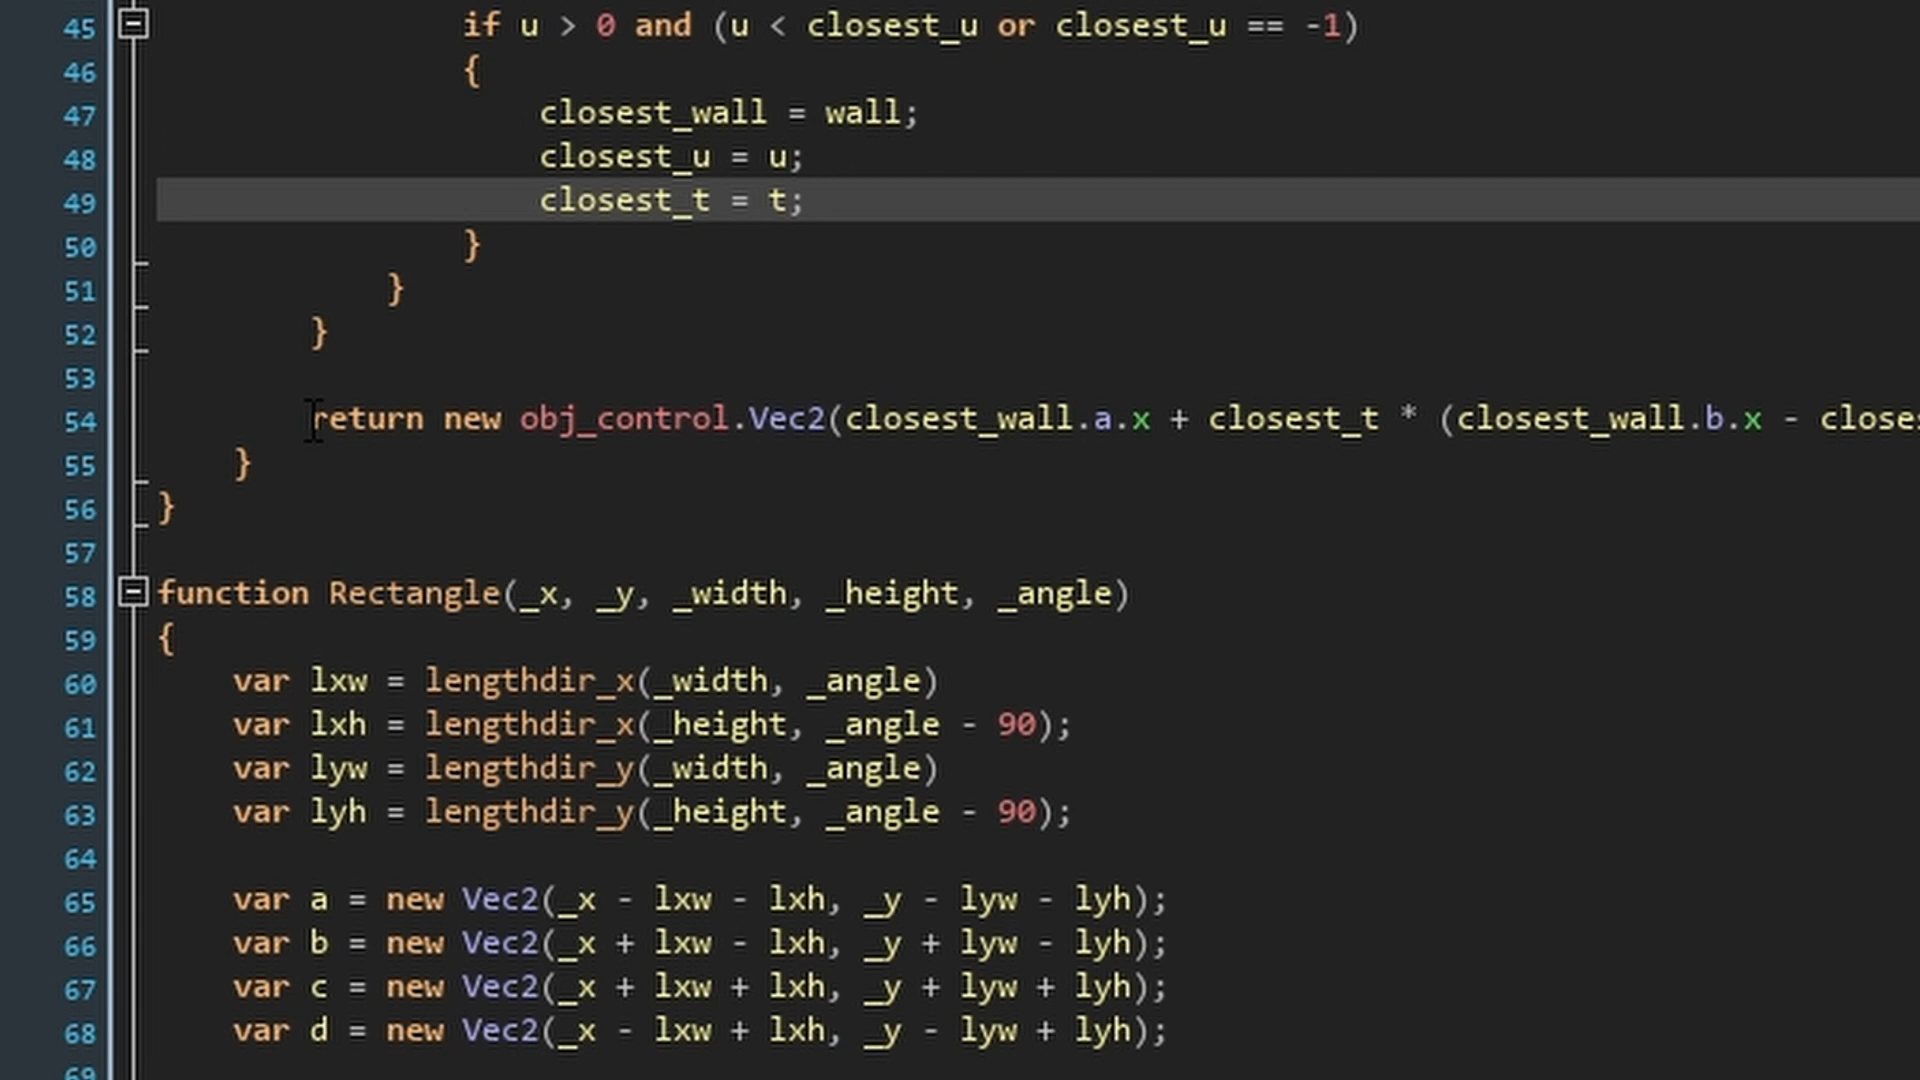 45 if u > 0 and (u < closest_u or closest_u == -1)
46 {
47 closest_wall = wall;
48 closest_u = u;
49 closest_t = t;
50 }
51 }
52 }
53
54 return new obj_control.Vec2(closest_wall.a.x + closest_t * (closest_wall.b.x - closes
55 }
56 }
57
58 function Rectangle(_x, _y, _width, _height, _angle)
59 {
60 var lxw = lengthdir_x(_width, _angle)
61 var lxh = lengthdir_x(_height, _angle - 90);
62 var lyw = lengthdir_y(_width, _angle)
63 var lyh = lengthdir_y(_height, _angle - 90);
64
65 var a = new Vec2(_x - lxw - lxh, _y - lyw - lyh);
66 var b = new Vec2(_x + lxw - lxh, _y + lyw - lyh);
67 var c = new Vec2(_x + lxw + lxh, _y + lyw + lyh);
68 var d = new Vec2(_x - lxw + lxh, _y - lyw + lyh);
69